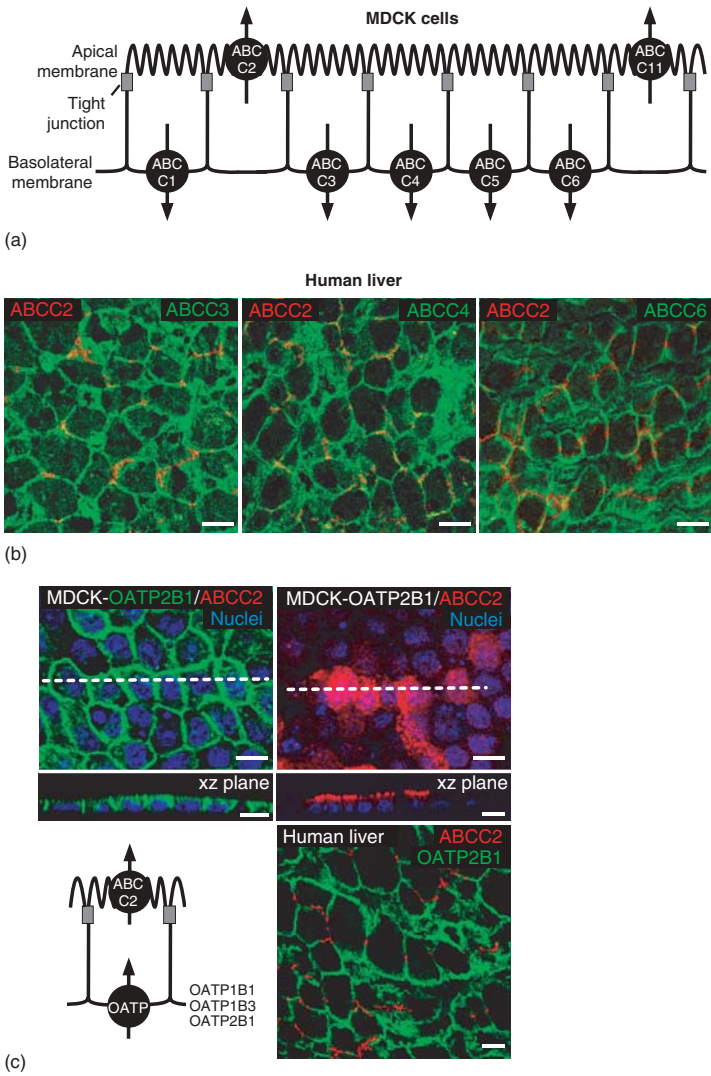 MDCK cells
Apical
membrane
Tight
junction
Basolateral
membrane
ABC
C2
ABC
C11
ABC
C1
ABC
C3
ABC
C4
ABC
C5
ABC
C6
(a)
Human liver
ABCC2 ABCC3
ABCC2 ABCC4
ABCC2 ABCC6
(b)
MDCK-OATP2B1/ABCC2
Nuclei
MDCK-OATP2B1/ABCC2
Nuclei
xz plane
xz plane
ABC
C2
OATP
OATP1B1
OATP1B3
OATP2B1
Human liver ABCC2
OATP2B1
(c)